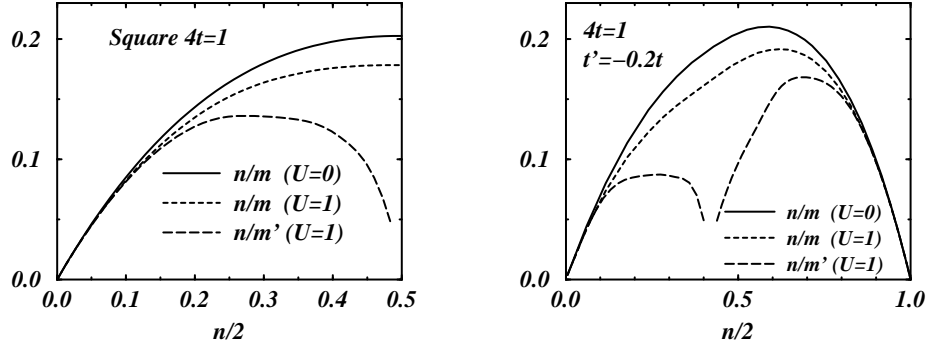 0.2
0.1
0.0
Square 4t=1
n/m (U=0)
n/m (U=1)
n/m' (U=1)
0.0 0.1 0.2 0.3 0.4 0.5
n/2
0.2
0.1
0.0
4t=1
t'=−0.2t
n/m (U=0)
n/m (U=1)
n/m' (U=1)
0.0 0.5 1.0
n/2